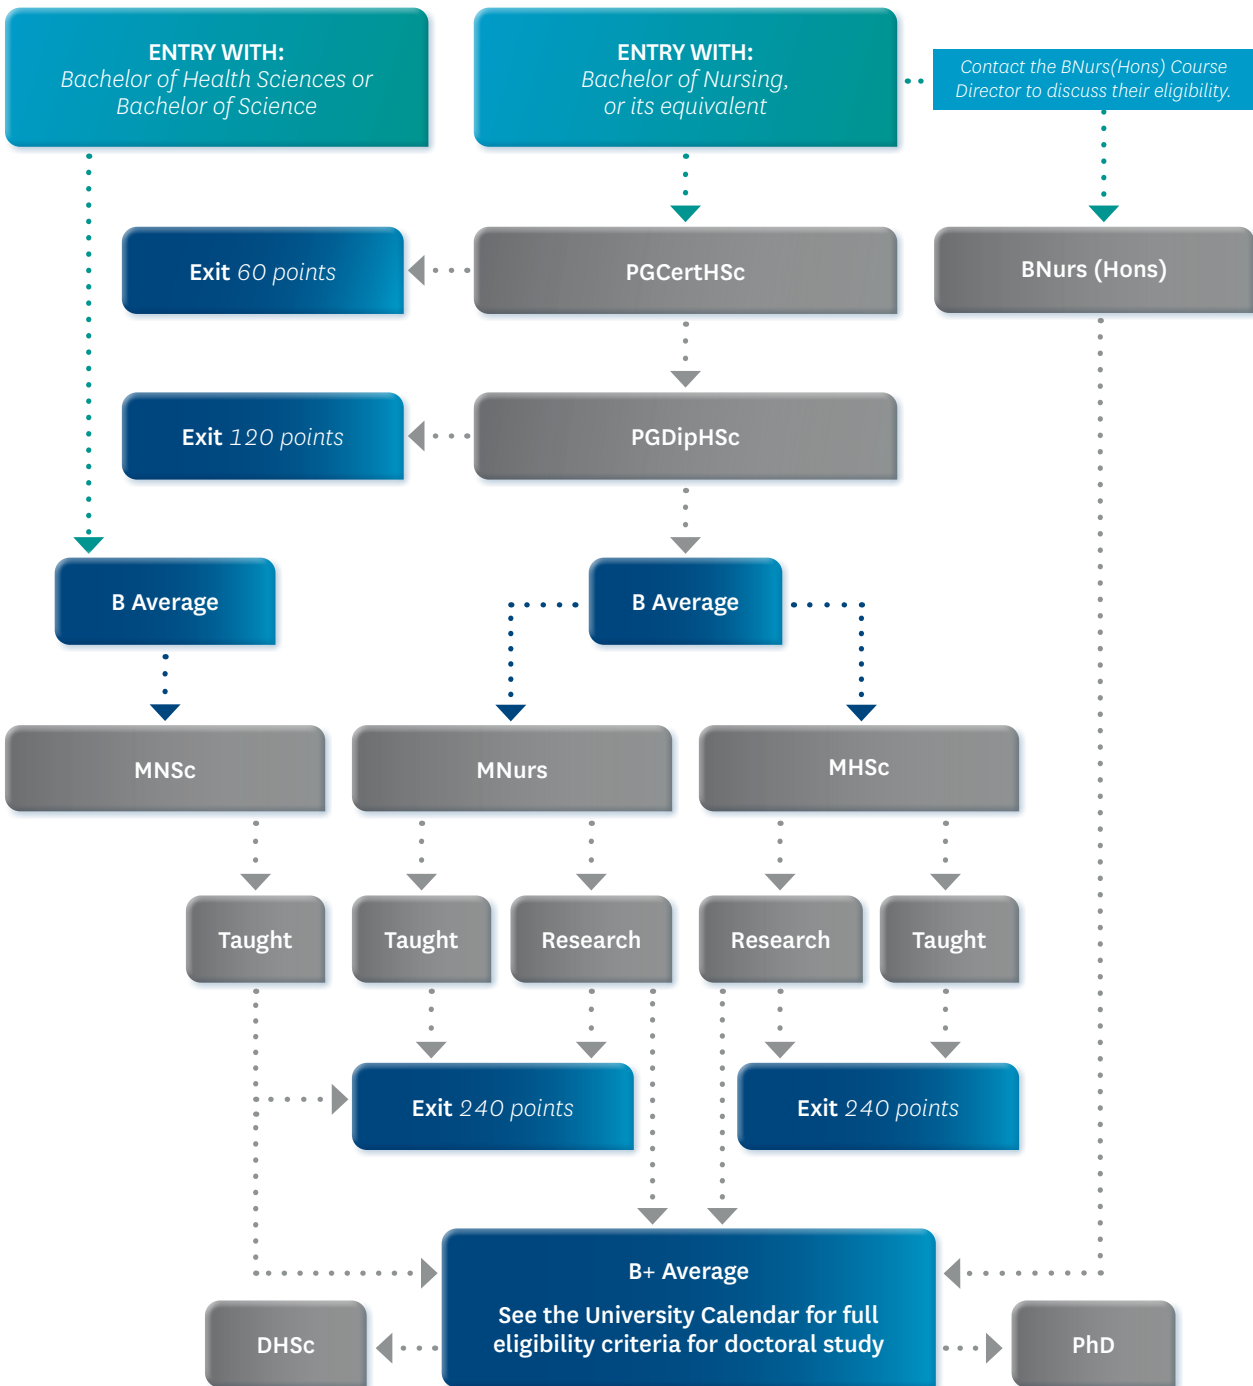 ENTRY WITH:
Bachelor of Health Sciences or
Bachelor of Science
ENTRY WITH:
Bachelor of Nursing,
or its equivalent
Contact the BNurs(Hons) Course
Director to discuss their eligibility.
Exit 60 points
PGCertHSc
BNurs (Hons)
Exit 120 points
PGDipHSc
B Average
B Average
MNSc
MNurs
MHSc
Taught
Taught
Research
Research
Taught
Exit 240 points
Exit 240 points
B+ Average
See the University Calendar for full
eligibility criteria for doctoral study
DHSc
PhD